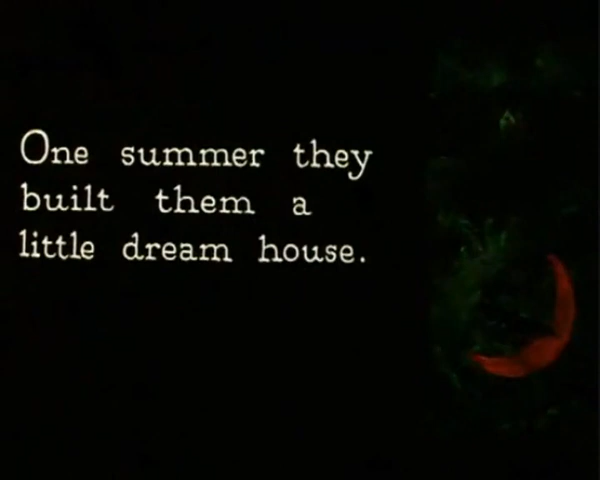 One summer they
built them a
little dream house.